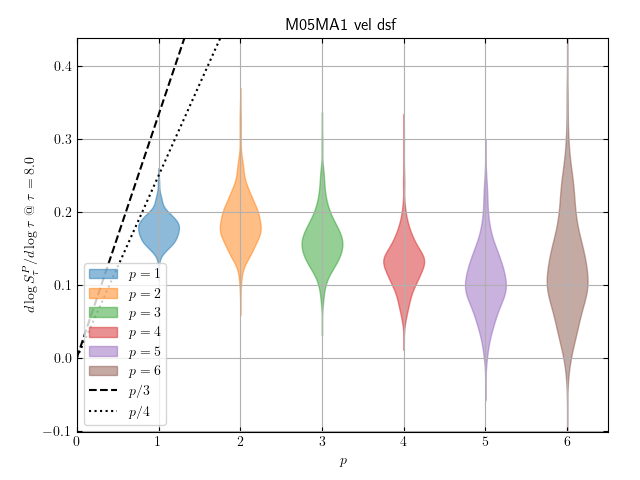 M05MA1 vel dsf
d log S_τ^P / d log τ @ τ = 8.0
0.4
0.3
0.2
0.1
0.0
−0.1
p = 1
p = 2
p = 3
p = 4
p = 5
p = 6
p/3
p/4
0 1 2 3 4 5 6
p